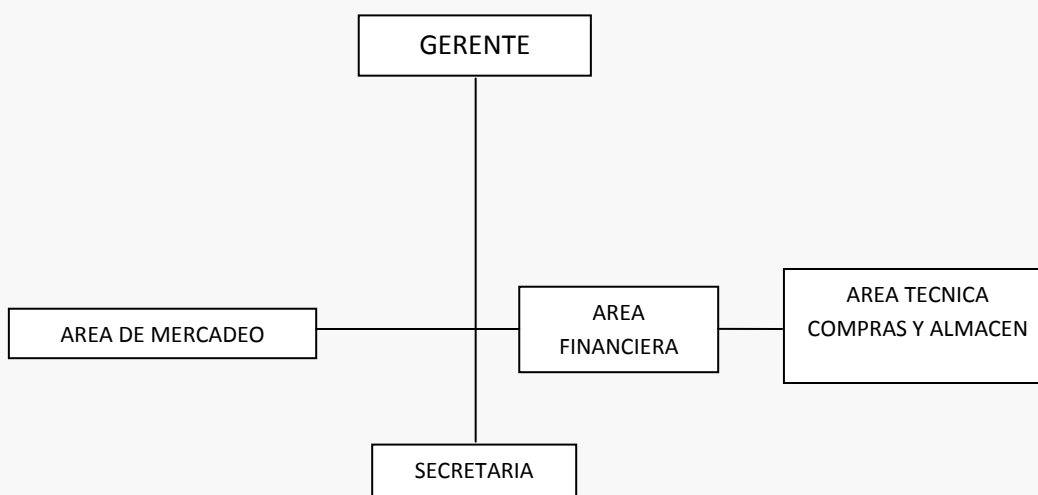 GERENTE
AREA DE MERCADEO
AREA
FINANCIERA
AREA TECNICA
COMPRAS Y ALMACEN
SECRETARIA